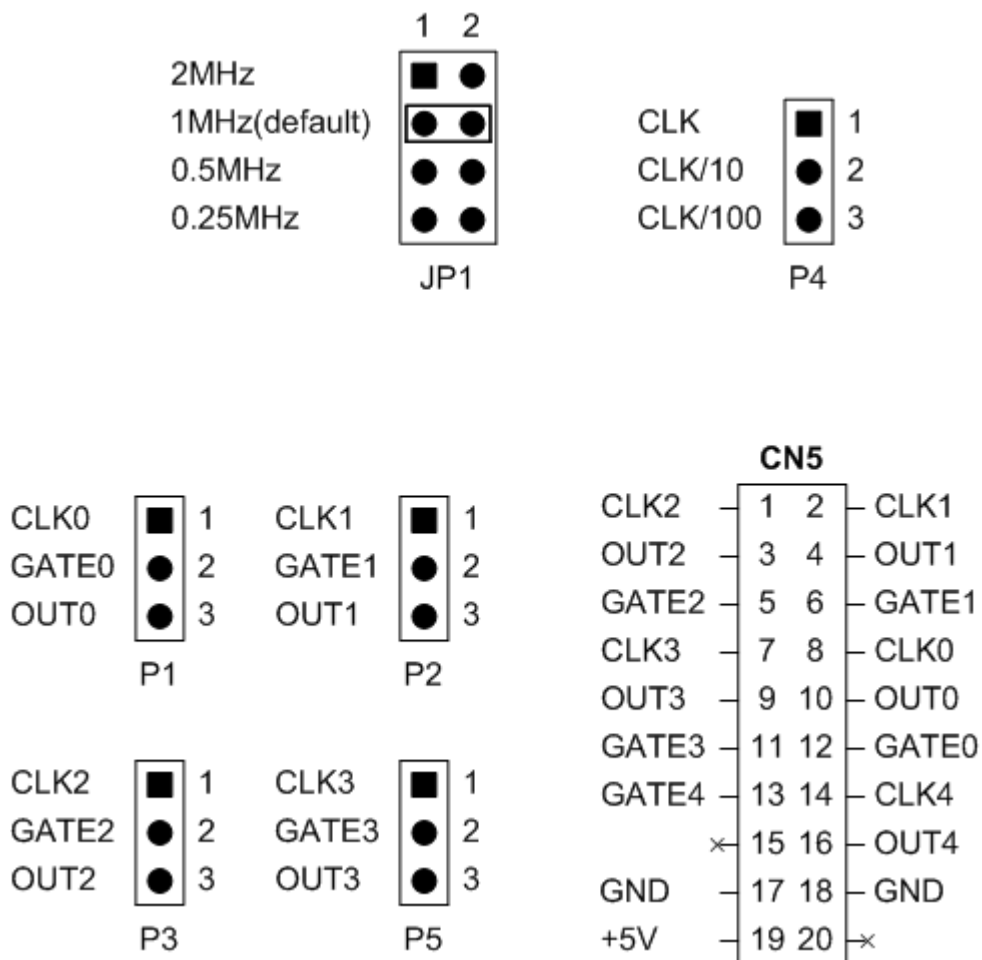 1 2
2MHz
1MHz(default)
0.5MHz
0.25MHz
JP1
CLK 1
CLK/10 2
CLK/100 3
P4
CLK0 1
GATE0 2
OUT0 3
P1
CLK1 1
GATE1 2
OUT1 3
P2
CLK2 1
GATE2 2
OUT2 3
P3
CLK3 1
GATE3 2
OUT3 3
P5
CN5
CLK2 1 2 CLK1
OUT2 3 4 OUT1
GATE2 5 6 GATE1
CLK3 7 8 CLK0
OUT3 9 10 OUT0
GATE3 11 12 GATE0
GATE4 13 14 CLK4
15 16 OUT4
GND 17 18 GND
+5V 19 20